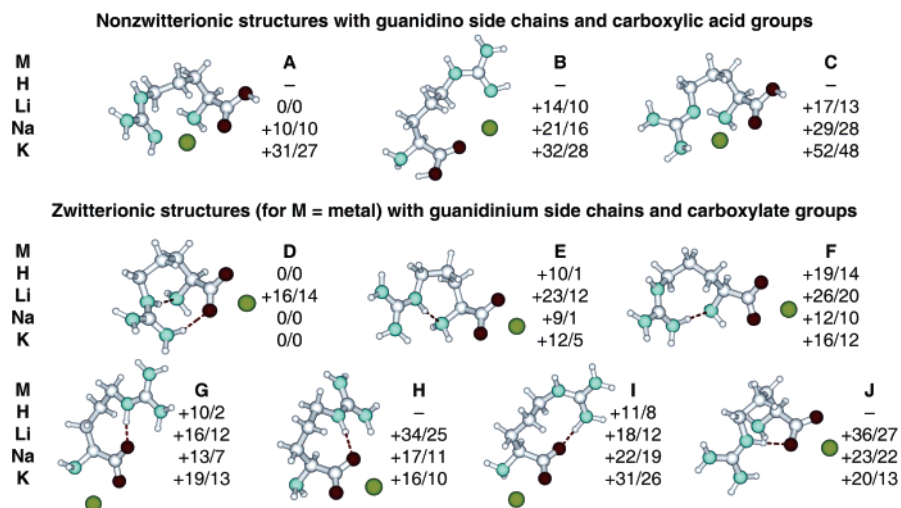 Nonzwitterionic structures with guanidino side chains and carboxylic acid groups
M A B C
H – – –
Li 0/0 +14/10 +17/13
Na +10/10 +21/16 +29/28
K +31/27 +32/28 +52/48
Zwitterionic structures (for M = metal) with guanidinium side chains and carboxylate groups
M D E F
H 0/0 +10/1 +19/14
Li +16/14 +23/12 +26/20
Na 0/0 +9/1 +12/10
K 0/0 +12/5 +16/12
M G H I J
H +10/2 – +11/8 –
Li +16/12 +34/25 +18/12 +36/27
Na +13/7 +17/11 +22/19 +23/22
K +19/13 +16/10 +31/26 +20/13